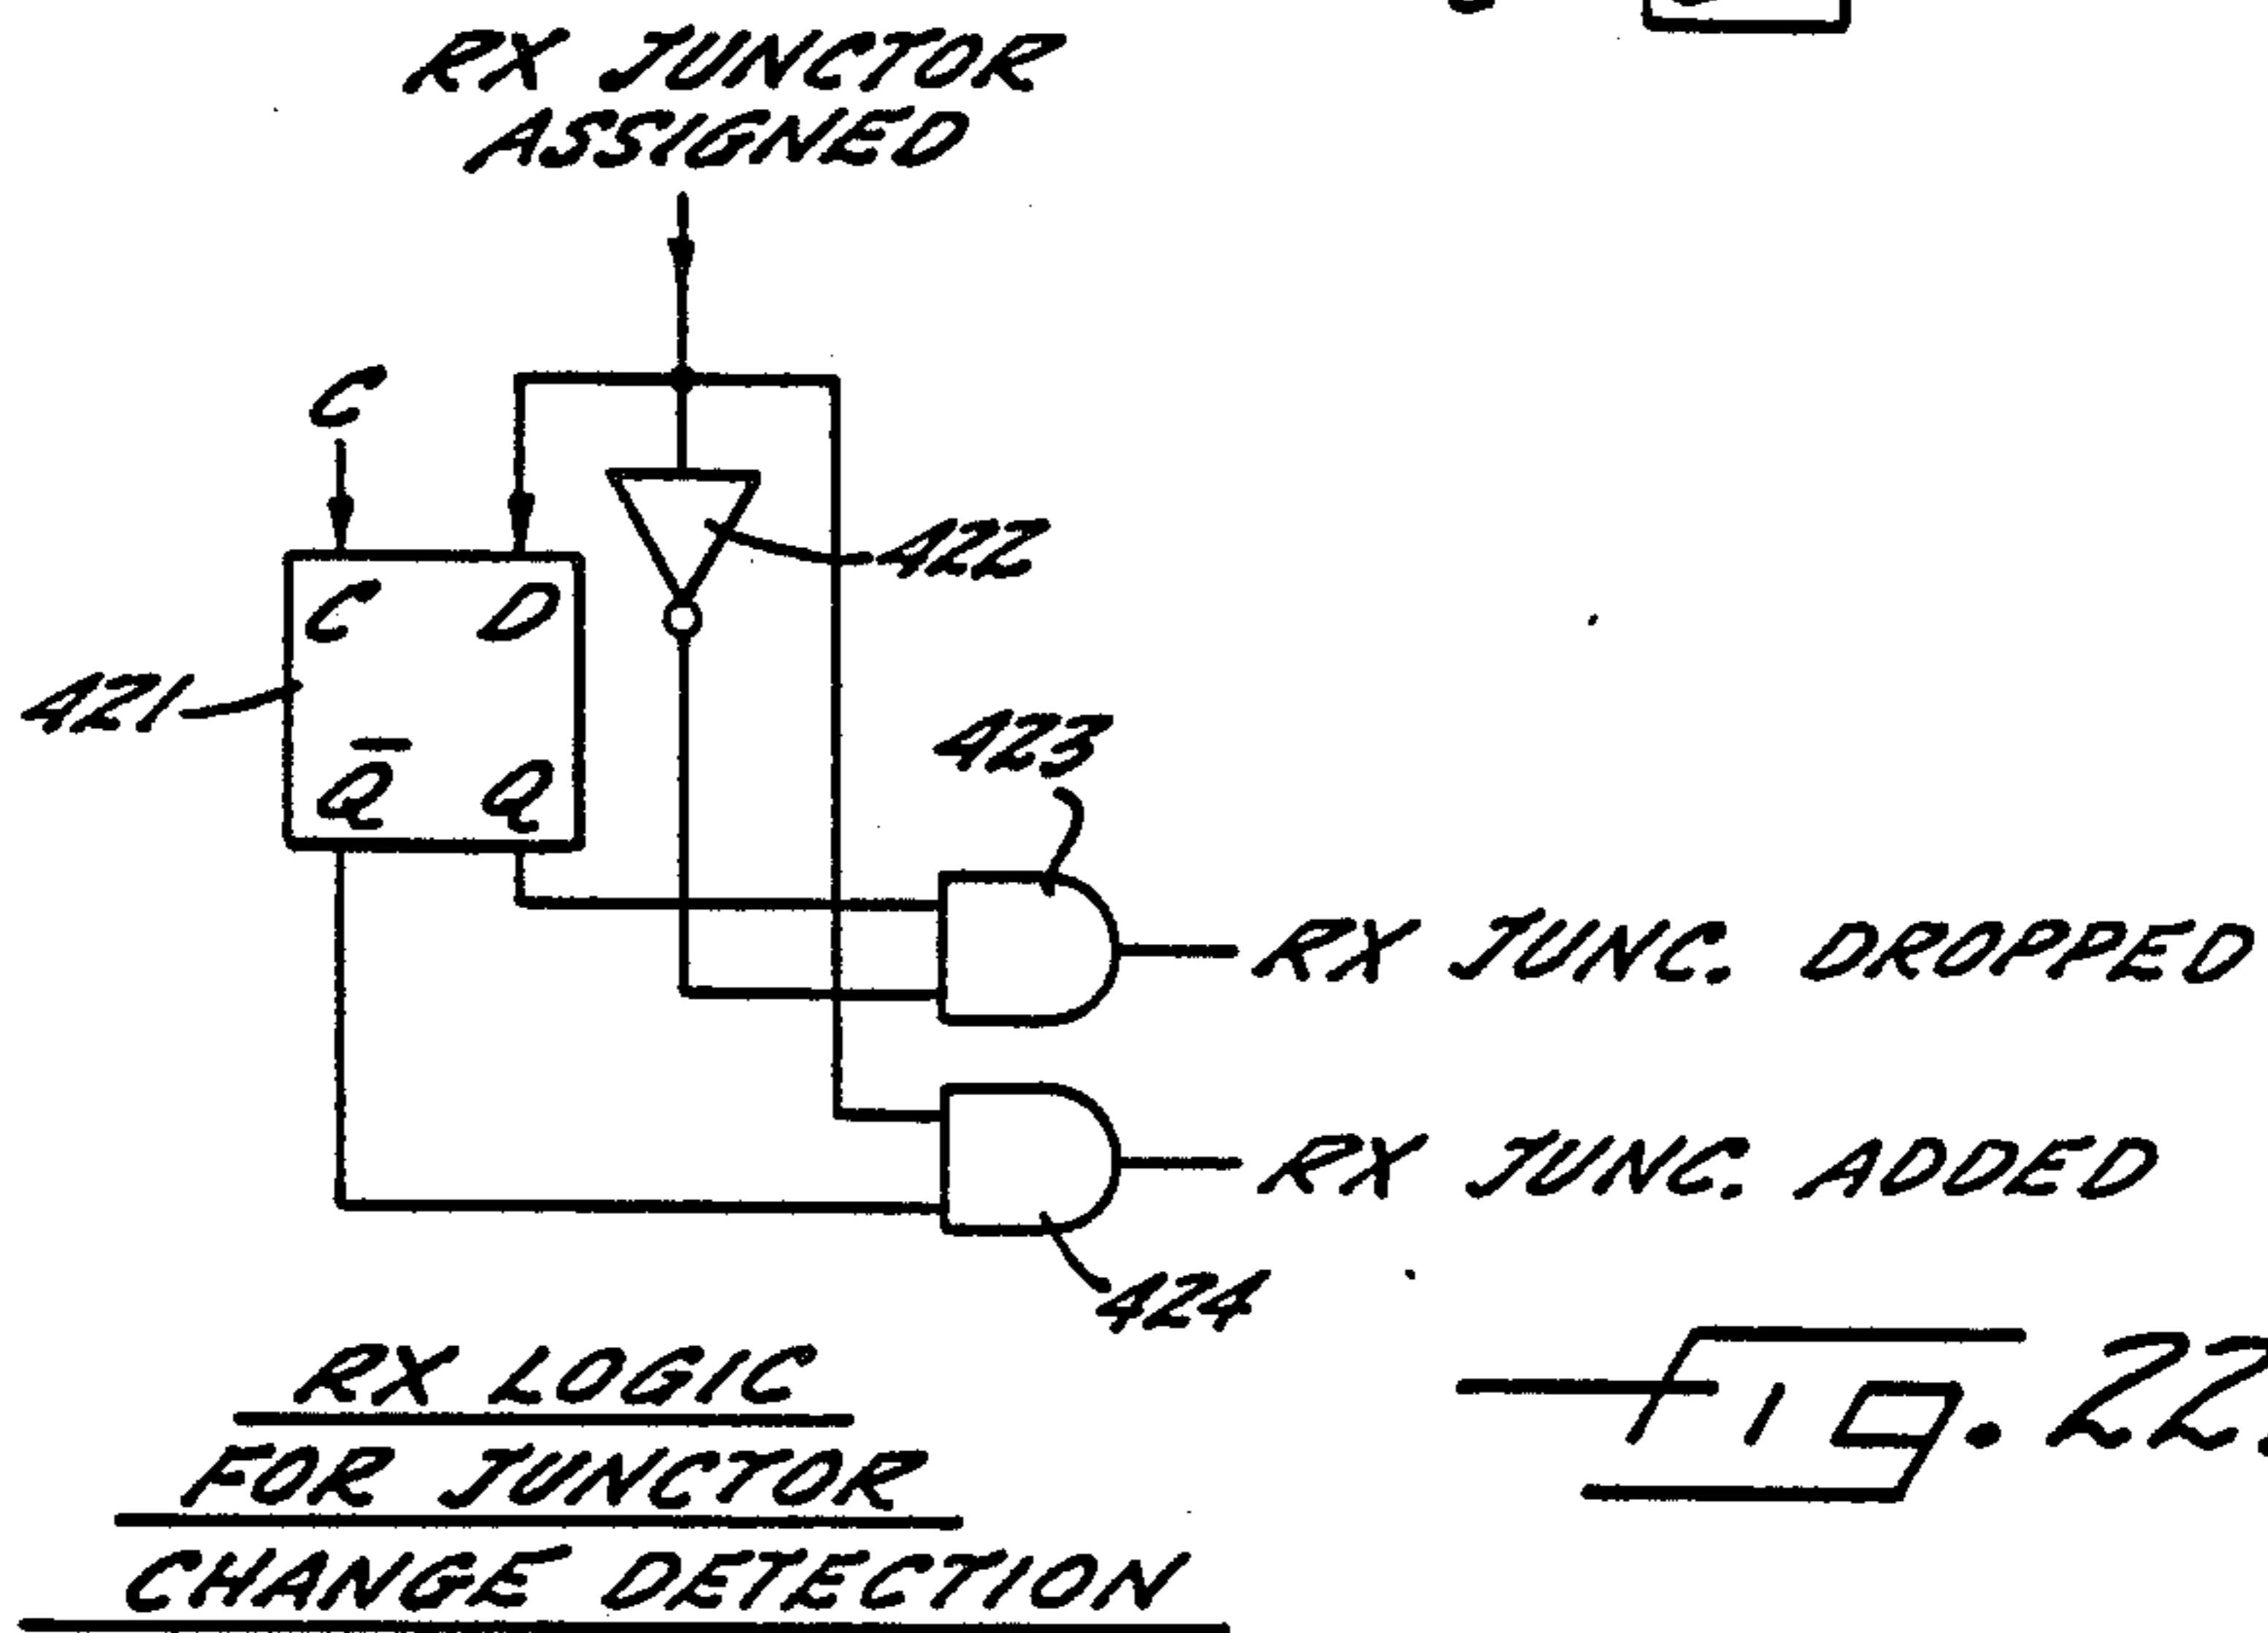 RX JUNCTOR
ASSIGNED
C
422
C D
421
Q̅ Q
423
RX JUNC. DROPPED
RX JUNC. ADDED
424
RX LOGIC
FOR JUNCTOR
CHANGE DETECTION
Fig. 22